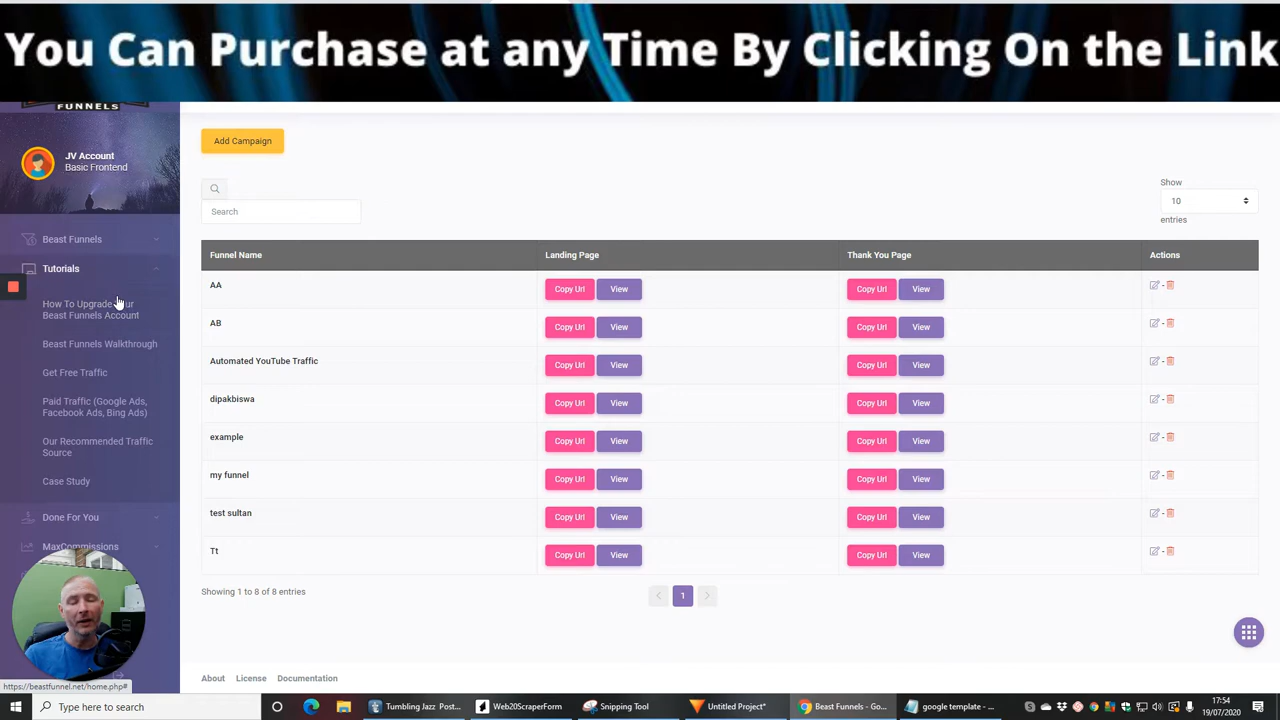 You Can Purchase at any Time By Clicking On the Link
FUNNELS
JV Account
Basic Frontend
Beast Funnels
Tutorials
How To Upgrade Your
Beast Funnels Account
Beast Funnels Walkthrough
Get Free Traffic
Paid Traffic (Google Ads,
Facebook Ads, Bing Ads)
Our Recommended Traffic
Source
Case Study
Done For You
MaxCommissions
Add Campaign
Search
Show
10
entries
Funnel Name Landing Page Thank You Page Actions
AA Copy Url View Copy Url View -
AB Copy Url View Copy Url View -
Automated YouTube Traffic Copy Url View Copy Url View -
dipakbiswa Copy Url View Copy Url View -
example Copy Url View Copy Url View -
my funnel Copy Url View Copy Url View -
test sultan Copy Url View Copy Url View -
Tt Copy Url View Copy Url View -
Showing 1 to 8 of 8 entries
< 1 >
About License Documentation
https://beastfunnel.net/home.php#
Type here to search
Tumbling Jazz Post...
Web20ScraperForm
Snipping Tool
Untitled Project*
Beast Funnels - Go...
google template - ...
17:54
19/07/2020